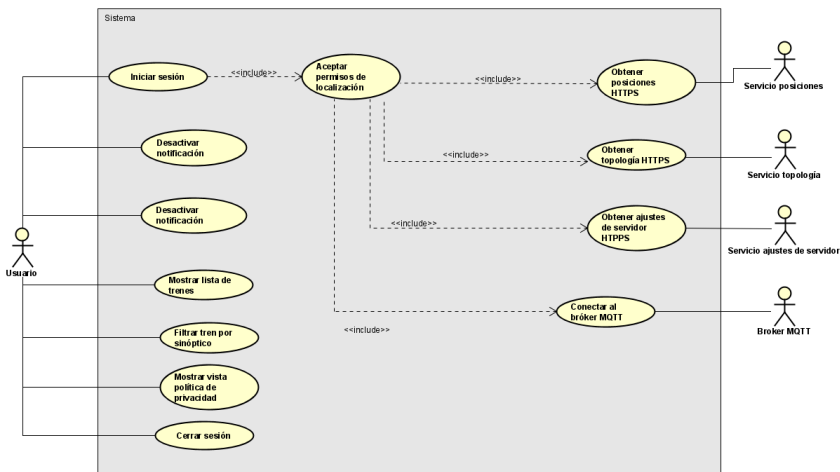 Sistema
Iniciar sesión
<<include>>
Aceptar
permisos de
localización
Obtener
posiciones
HTTPS
Servicio posiciones
Desactivar
notificación
<<include>>
Obtener
topología HTTPS
Servicio topología
Desactivar
notificación
<<include>>
Obtener ajustes
de servidor
HTPPS
Servicio ajustes de servidor
Usuario
Mostrar lista de
trenes
<<include>>
Conectar al
bróker MQTT
Broker MQTT
Filtrar tren por
sinóptico
Mostrar vista
política de
privacidad
Cerrar sesión